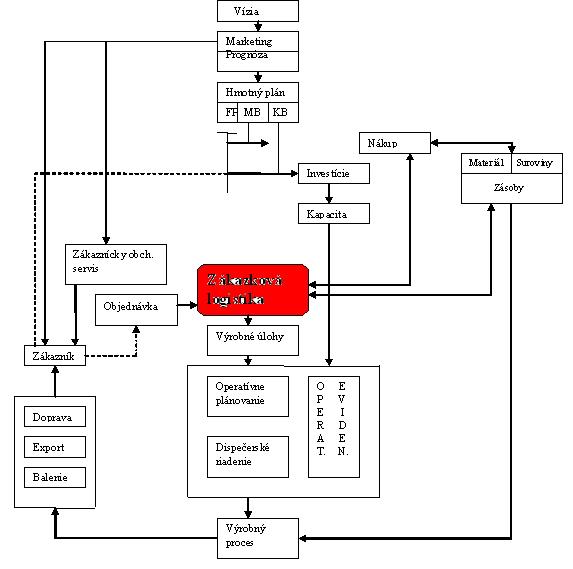 Vízia
Marketing
Prognóza
Hmotný plán
FP MB KB
Nákup
Materiál Suroviny
Zásoby
Investície
Kapacita
Zákaznícky obch.
servis
Zákazková
logistika
Objednávka
Výrobné úlohy
Zákazník
Operatívne
plánovanie
O E
P V
E I
R D
A E
T. N.
Doprava
Export
Balenie
Dispečerské
riadenie
Výrobný
proces